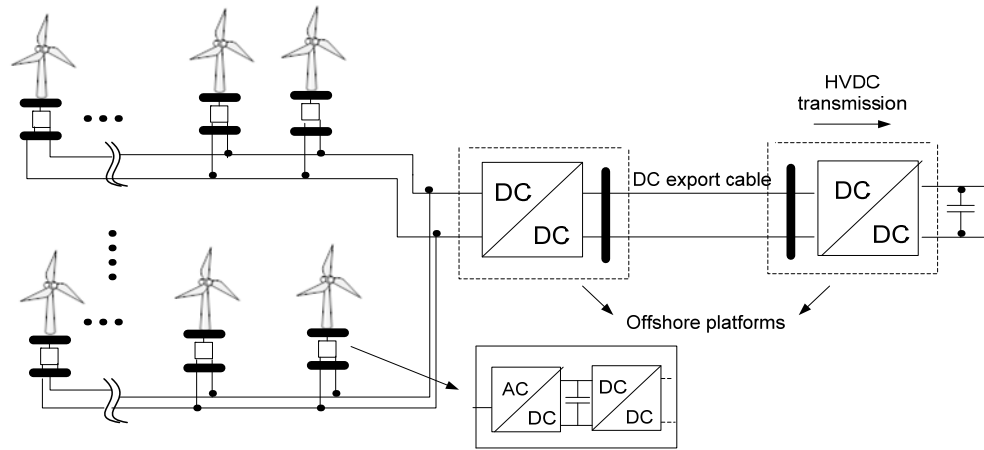 HVDC
transmission
DC
DC
DC export cable
DC
DC
Offshore platforms
AC
DC
DC
DC